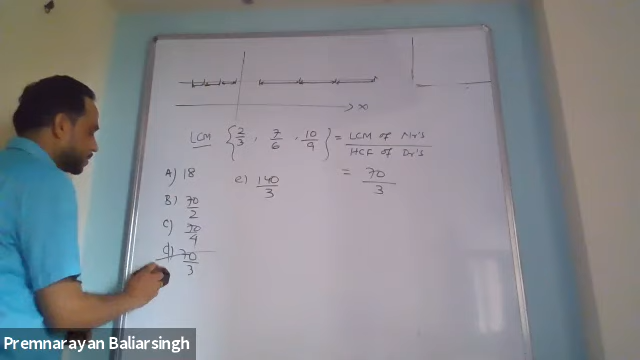 ∞
LCM {2/3, 7/6, 10/9} = LCM of Nr's / HCF of Dr's
= 70/3
A) 18
B) 70/2
C) 70/4
d) 70/3
e) 140/3
Premnarayan Baliarsingh